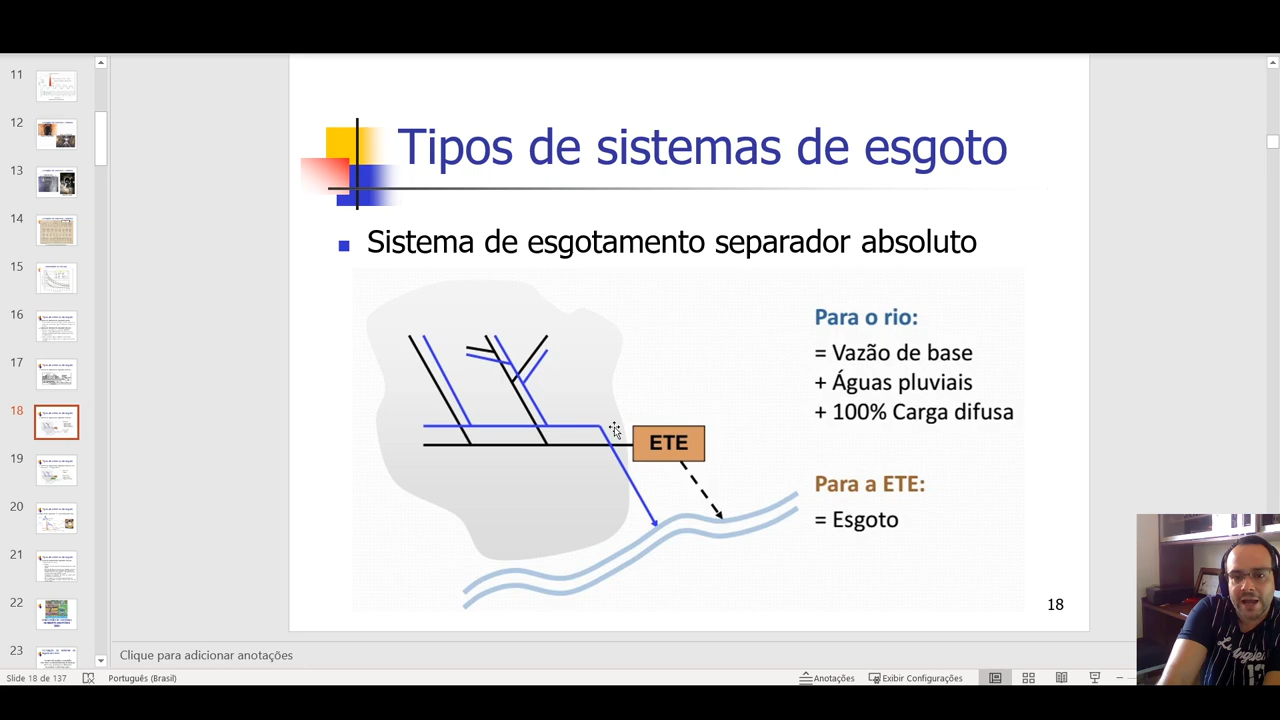 11
12
13
14
15
16
17
18
19
20
21
22
23
Tipos de sistemas de esgoto
Sistema de esgotamento separador absoluto
ETE
Para o rio:
= Vazão de base
+ Águas pluviais
+ 100% Carga difusa
Para a ETE:
= Esgoto
18
Clique para adicionar anotações
Slide 18 de 137
Português (Brasil)
Anotações
Exibir Configurações